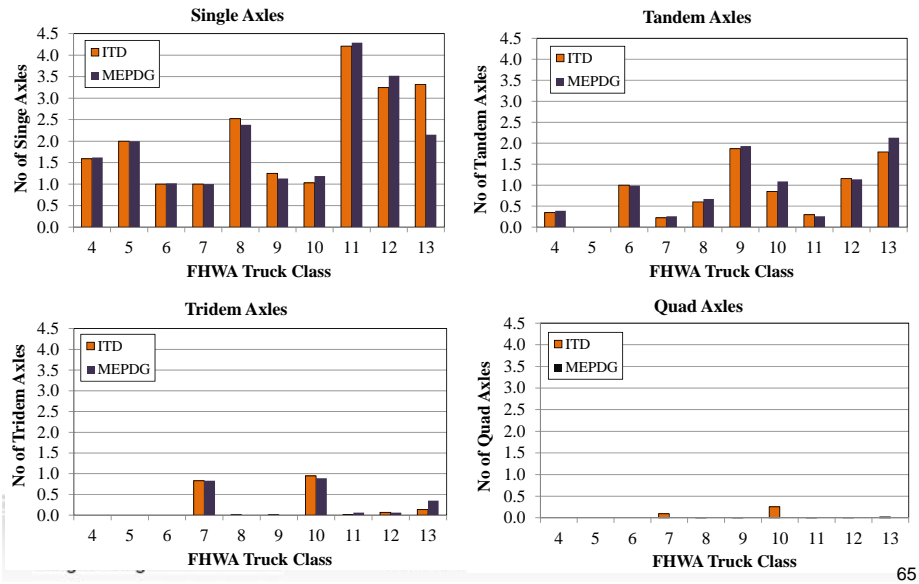 Single Axles
4.5
4.0
3.5
3.0
2.5
2.0
1.5
1.0
0.5
0.0
No of Singe Axles
ITD
MEPDG
4 5 6 7 8 9 10 11 12 13
FHWA Truck Class
Tandem Axles
4.5
4.0
3.5
3.0
2.5
2.0
1.5
1.0
0.5
0.0
No of Tandem Axles
ITD
MEPDG
4 5 6 7 8 9 10 11 12 13
FHWA Truck Class
Tridem Axles
4.5
4.0
3.5
3.0
2.5
2.0
1.5
1.0
0.5
0.0
No of Tridem Axles
ITD
MEPDG
4 5 6 7 8 9 10 11 12 13
FHWA Truck Class
Quad Axles
4.5
4.0
3.5
3.0
2.5
2.0
1.5
1.0
0.5
0.0
No of Quad Axles
ITD
MEPDG
4 5 6 7 8 9 10 11 12 13
FHWA Truck Class
65